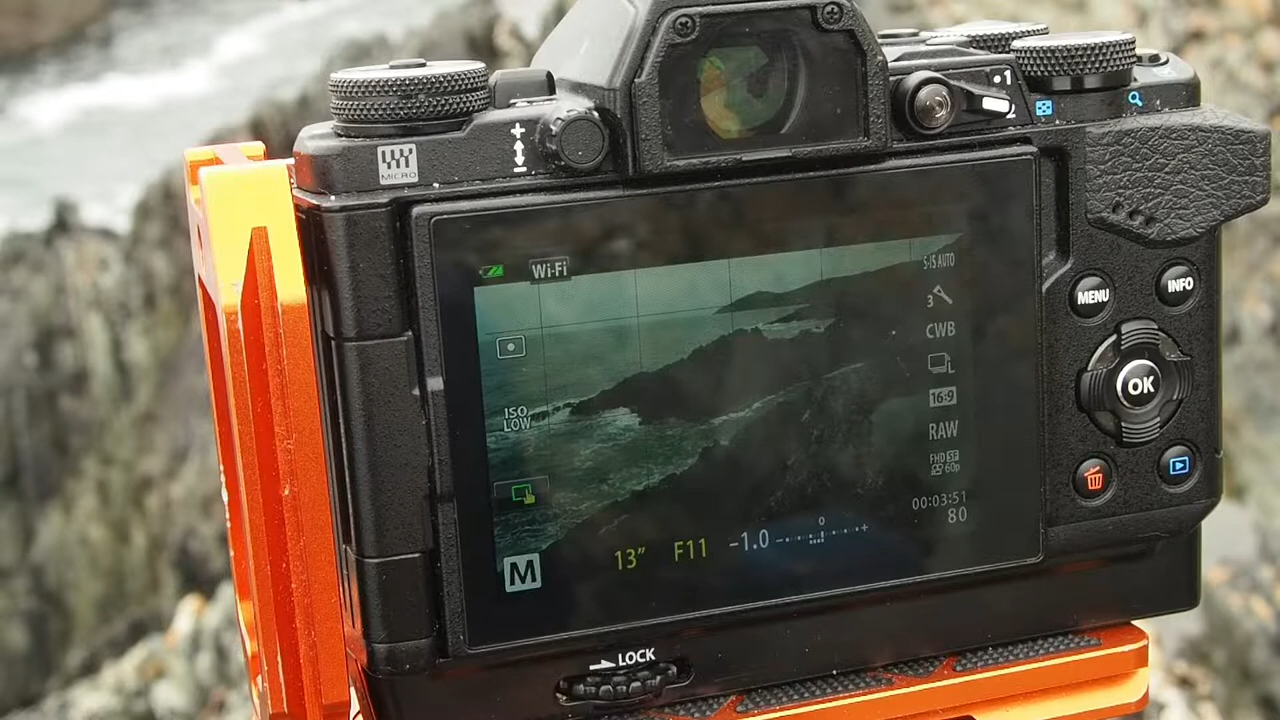 MICRO
+
−
1
2
MENU
INFO
OK
Wi-Fi
S-IS AUTO
3
CWB
L
ISO
LOW
16:9
RAW
FHD SF
60p
00:03:51
80
M
13" F11 -1.0 - 0 +
LOCK